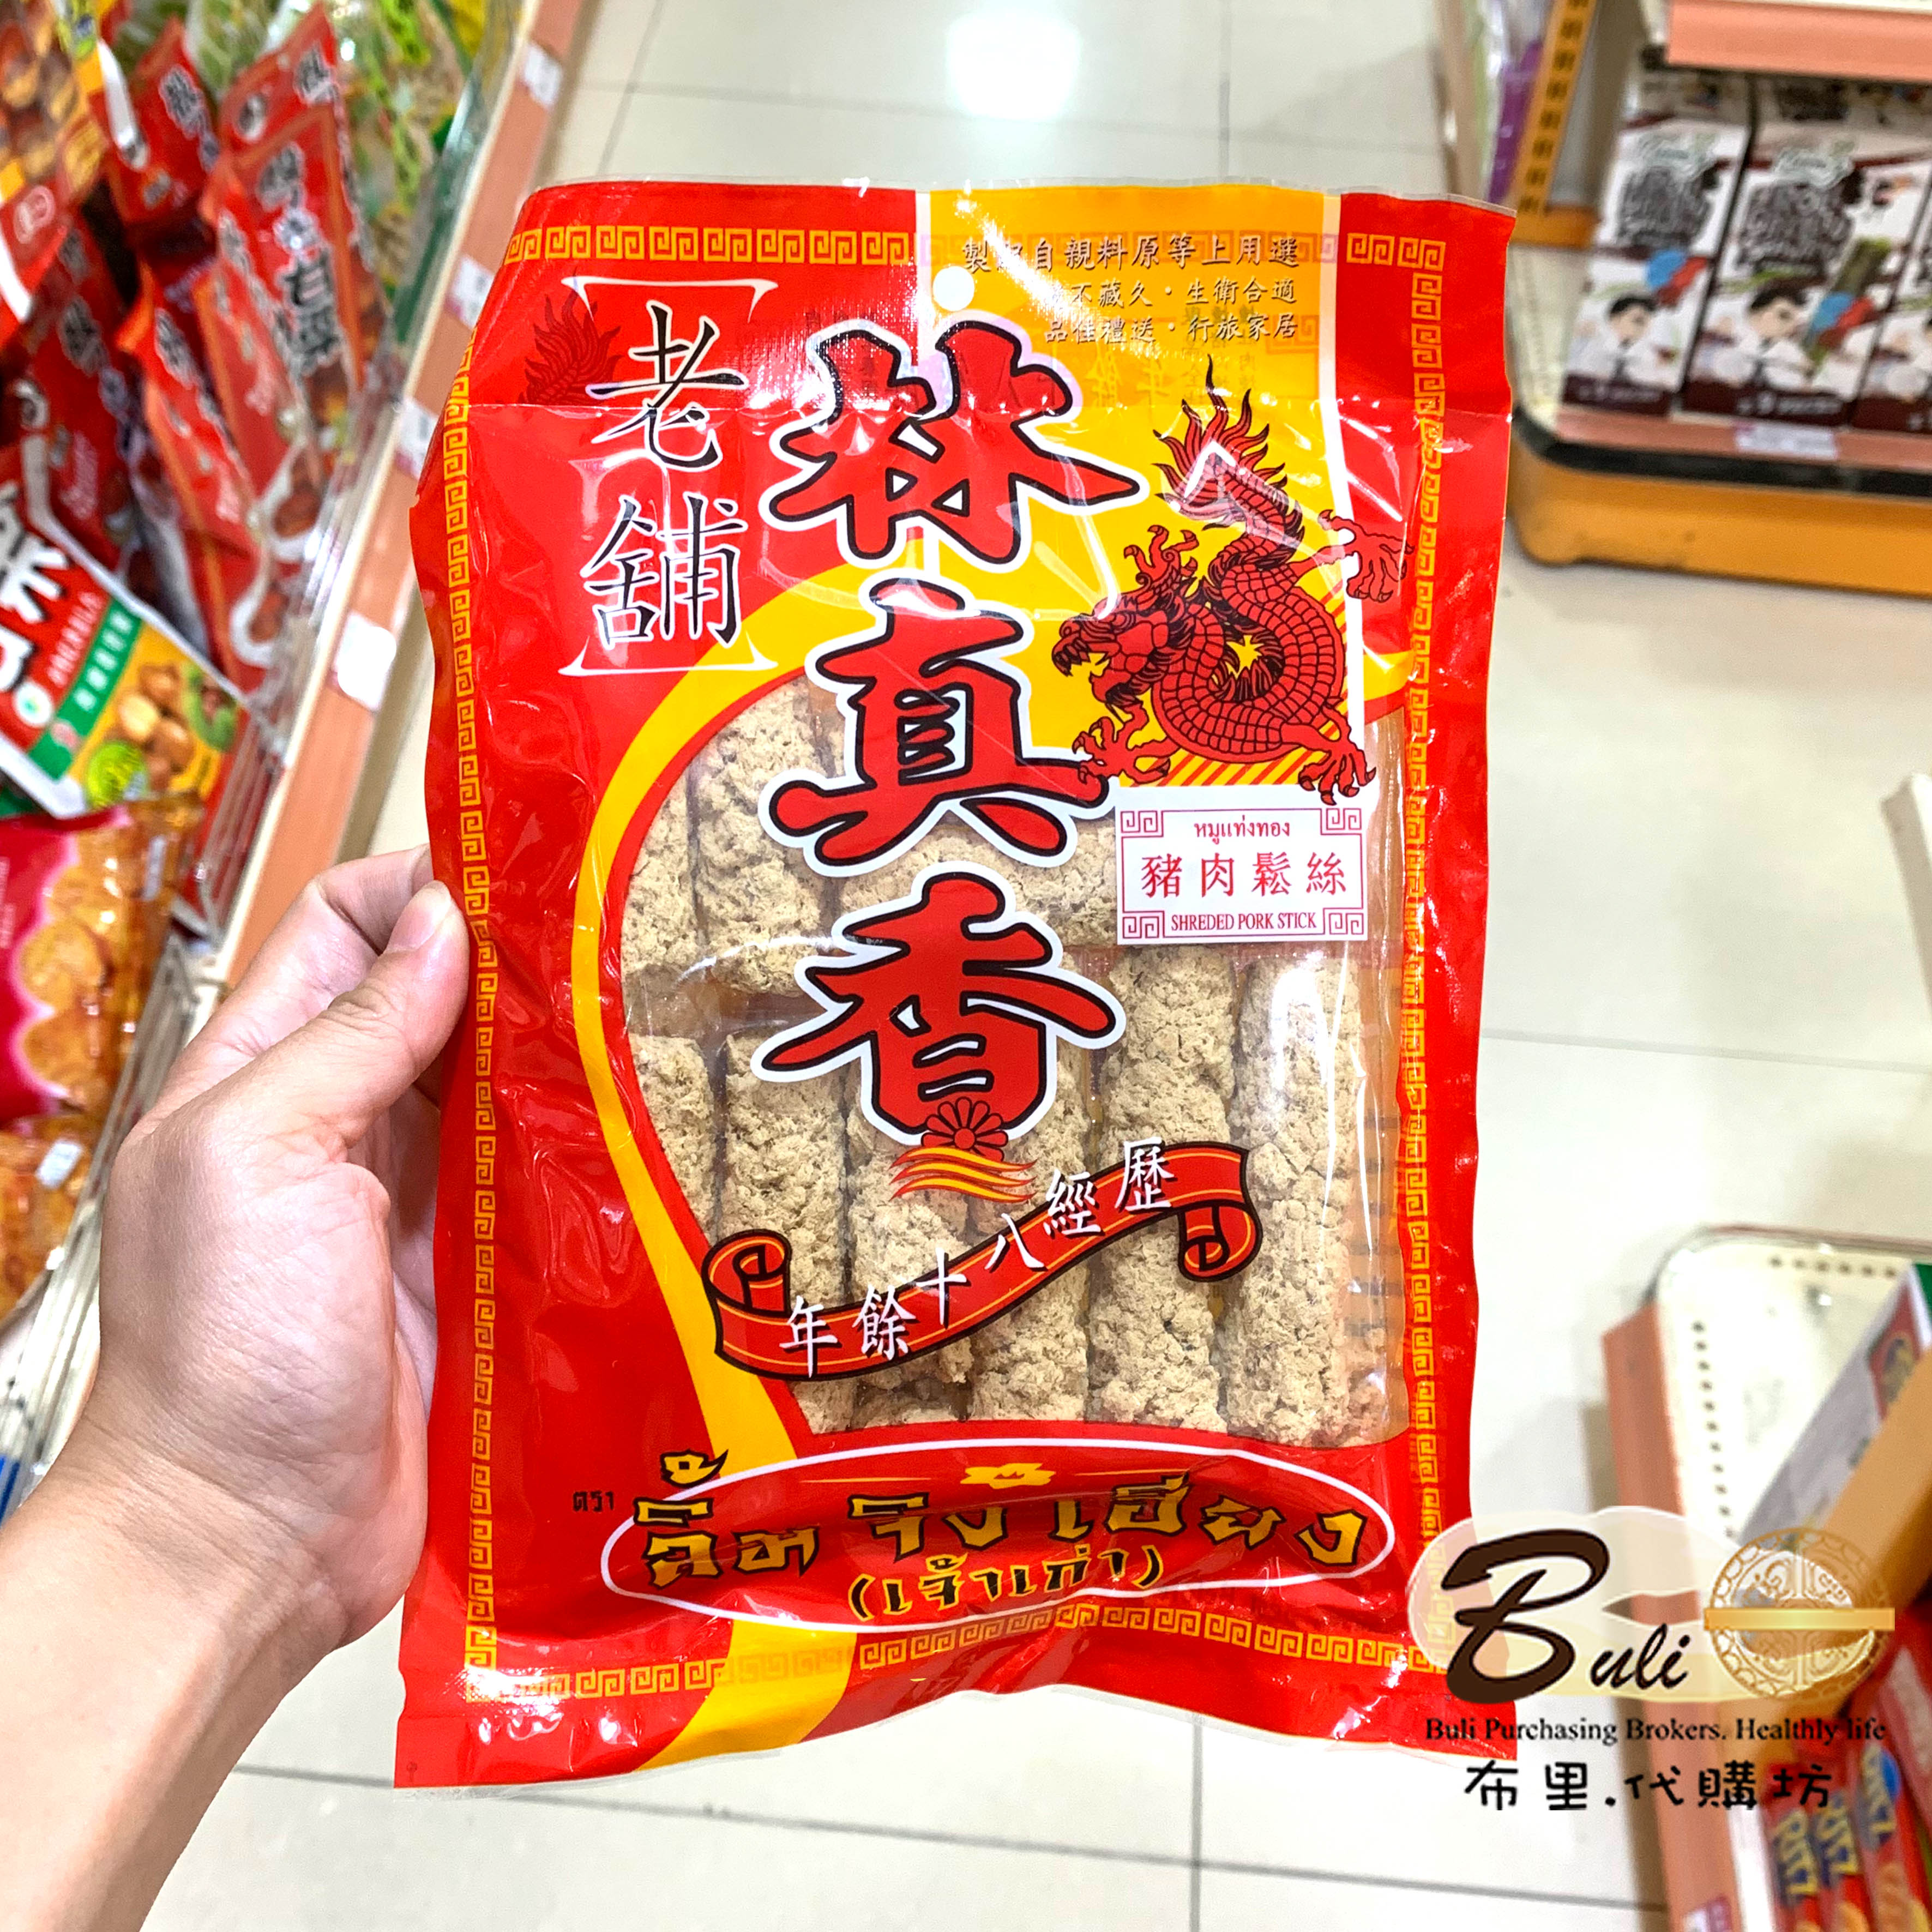 老舖
林真香
選用上等原料親自
適合衛生・久藏不
居家旅行・送禮佳品
หมูแท่งทอง
豬肉鬆絲
SHREDED PORK STICK
歷經八十餘年
ตรา
ลิ้ม จิง เฮียง
(เจ้าเก่า)
Buli
Buli Purchasing Brokers. Healthly life
布里.代購坊
RITZ